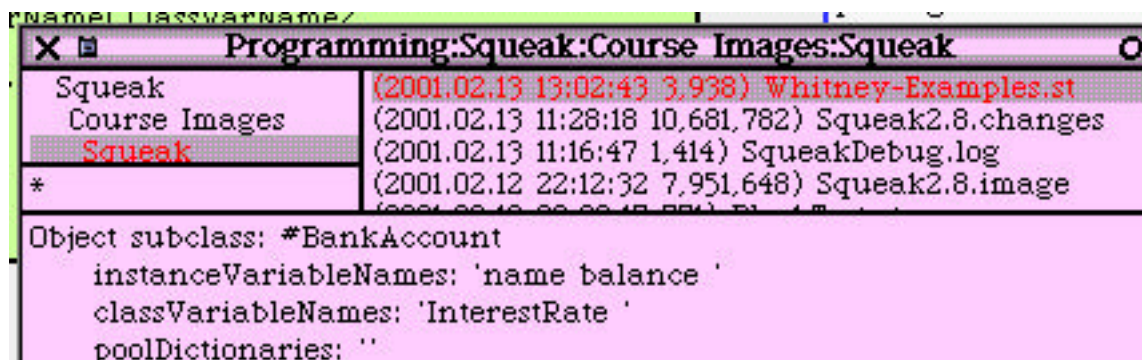 Programming:Squeak:Course Images:Squeak
Squeak
Course Images
Squeak
*
(2001.02.13 13:02:43 3,938) Whitney-Examples.st
(2001.02.13 11:28:18 10,681,782) Squeak2.8.changes
(2001.02.13 11:16:47 1,414) SqueakDebug.log
(2001.02.12 22:12:32 7,951,648) Squeak2.8.image
Object subclass: #BankAccount
instanceVariableNames: 'name balance '
classVariableNames: 'InterestRate '
poolDictionaries: ''